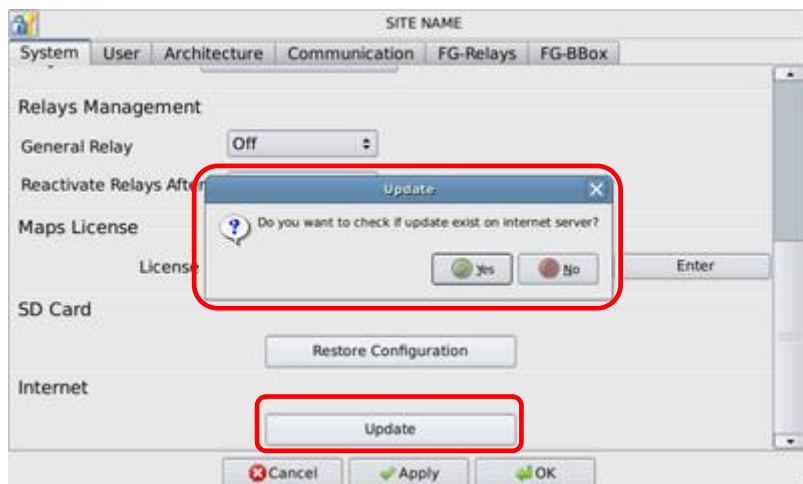 SITE NAME
System User Architecture Communication FG-Relays FG-BBox
Relays Management
General Relay Off
Reactivate Relays After
Update
Do you want to check if update exist on internet server?
Yes No
Maps License
License Enter
SD Card
Restore Configuration
Internet
Update
Cancel Apply OK